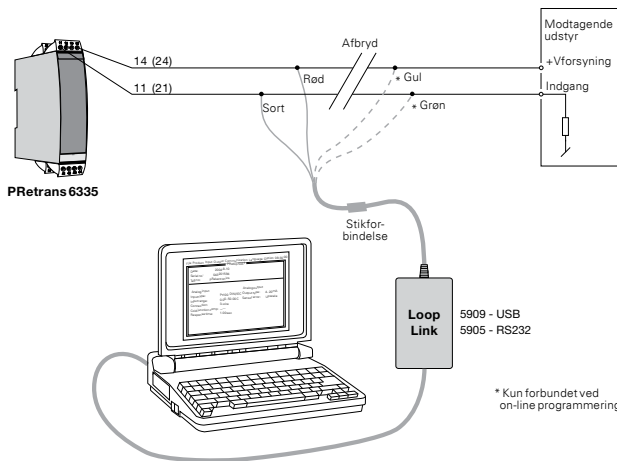 Modtagende
udstyr
Afbryd
+Vforsyning
14 (24)
Rød
* Gul
Indgang
11 (21)
Sort
* Grøn
PRetrans 6335
Stikfor-
bindelse
Loop
Link
5909 - USB
5905 - RS232
* Kun forbundet ved
on-line programmering